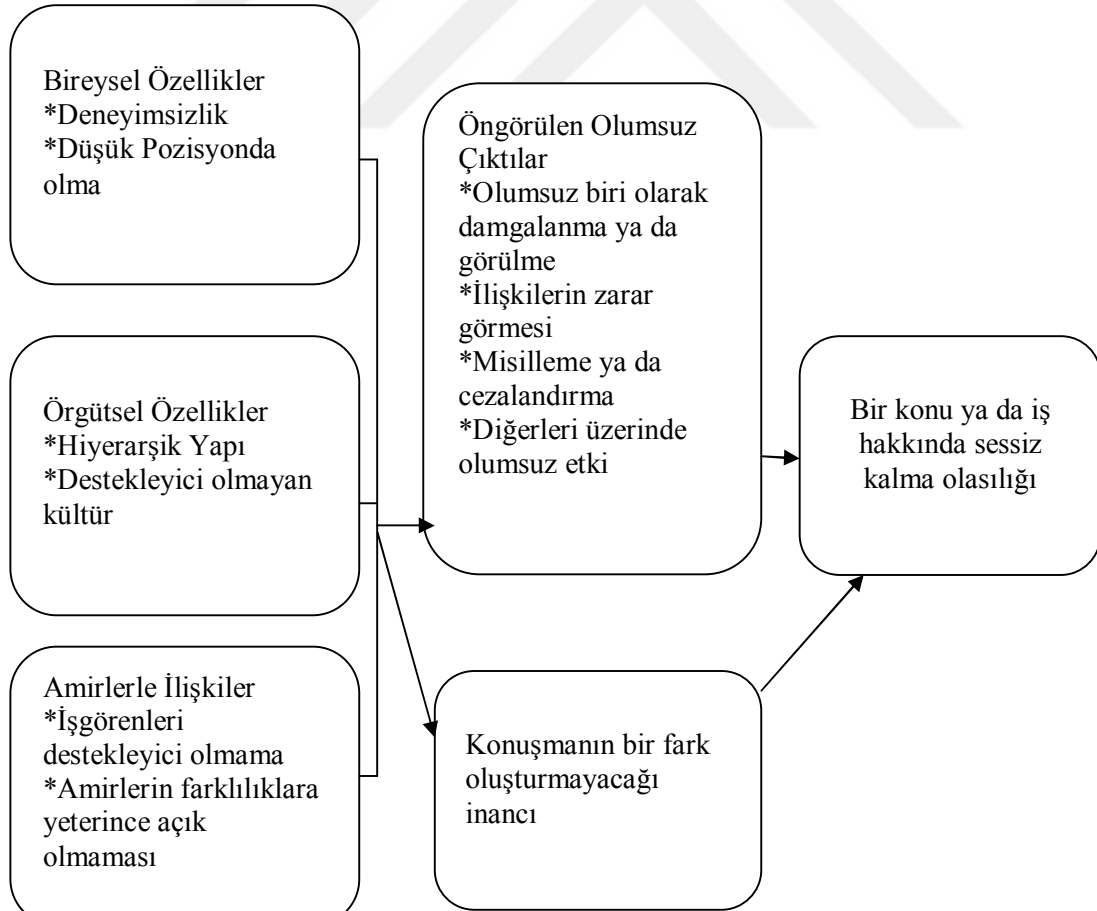 Bireysel Özellikler
*Deneyimsizlik
*Düşük Pozisyonda
olma
Örgütsel Özellikler
*Hiyerarşik Yapı
*Destekleyici olmayan
kültür
Amirlerle İlişkiler
*İşgörenleri
destekleyici olmama
*Amirlerin farklılıklara
yeterince açık
olmaması
Öngörülen Olumsuz
Çıktılar
*Olumsuz biri olarak
damgalanma ya da
görülme
*İlişkilerin zarar
görmesi
*Misilleme ya da
cezalandırma
*Diğerleri üzerinde
olumsuz etki
Konuşmanın bir fark
oluşturmayacağı
inancı
Bir konu ya da iş
hakkında sessiz
kalma olasılığı